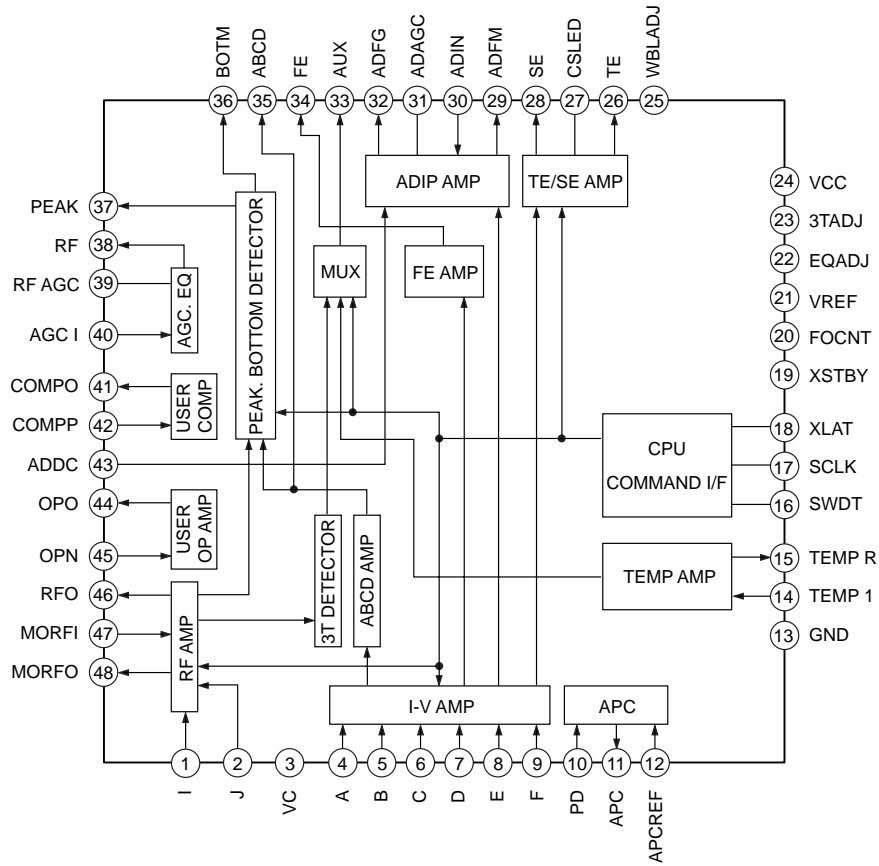 BOTM
ABCD
FE
AUX
ADFG
ADAGC
ADIN
ADFM
SE
CSLED
TE
WBLADJ
36
35
34
33
32
31
30
29
28
27
26
25
PEAK
37
RF
38
RF AGC
39
AGC I
40
COMPO
41
COMPP
42
ADDC
43
OPO
44
OPN
45
RFO
46
MORFI
47
MORFO
48
ADIP AMP
TE/SE AMP
PEAK. BOTTOM DETECTOR
MUX
FE AMP
AGC. EQ
USER
COMP
USER
OP AMP
RF AMP
3T DETECTOR
ABCD AMP
CPU
COMMAND I/F
TEMP AMP
I-V AMP
APC
24
VCC
23
3TADJ
22
EQADJ
21
VREF
20
FOCNT
19
XSTBY
18
XLAT
17
SCLK
16
SWDT
15
TEMP R
14
TEMP 1
13
GND
1
2
3
4
5
6
7
8
9
10
11
12
I
J
VC
A
B
C
D
E
F
PD
APC
APCREF